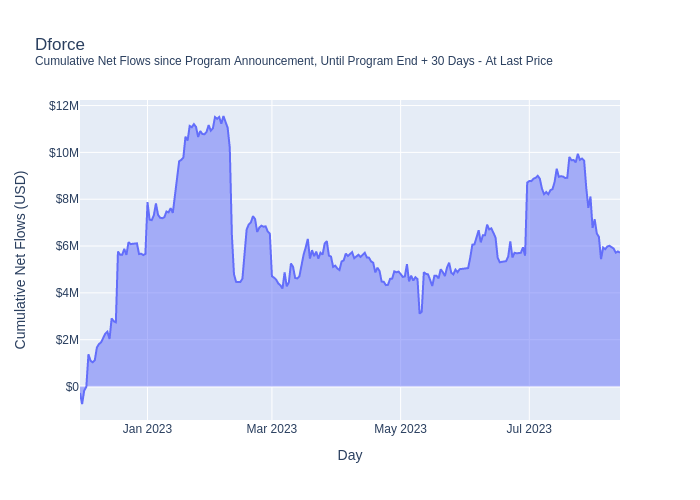 Dforce
Cumulative Net Flows since Program Announcement, Until Program End + 30 Days - At Last Price
Cumulative Net Flows (USD)
$12M
$10M
$8M
$6M
$4M
$2M
$0
Jan 2023
Mar 2023
May 2023
Jul 2023
Day